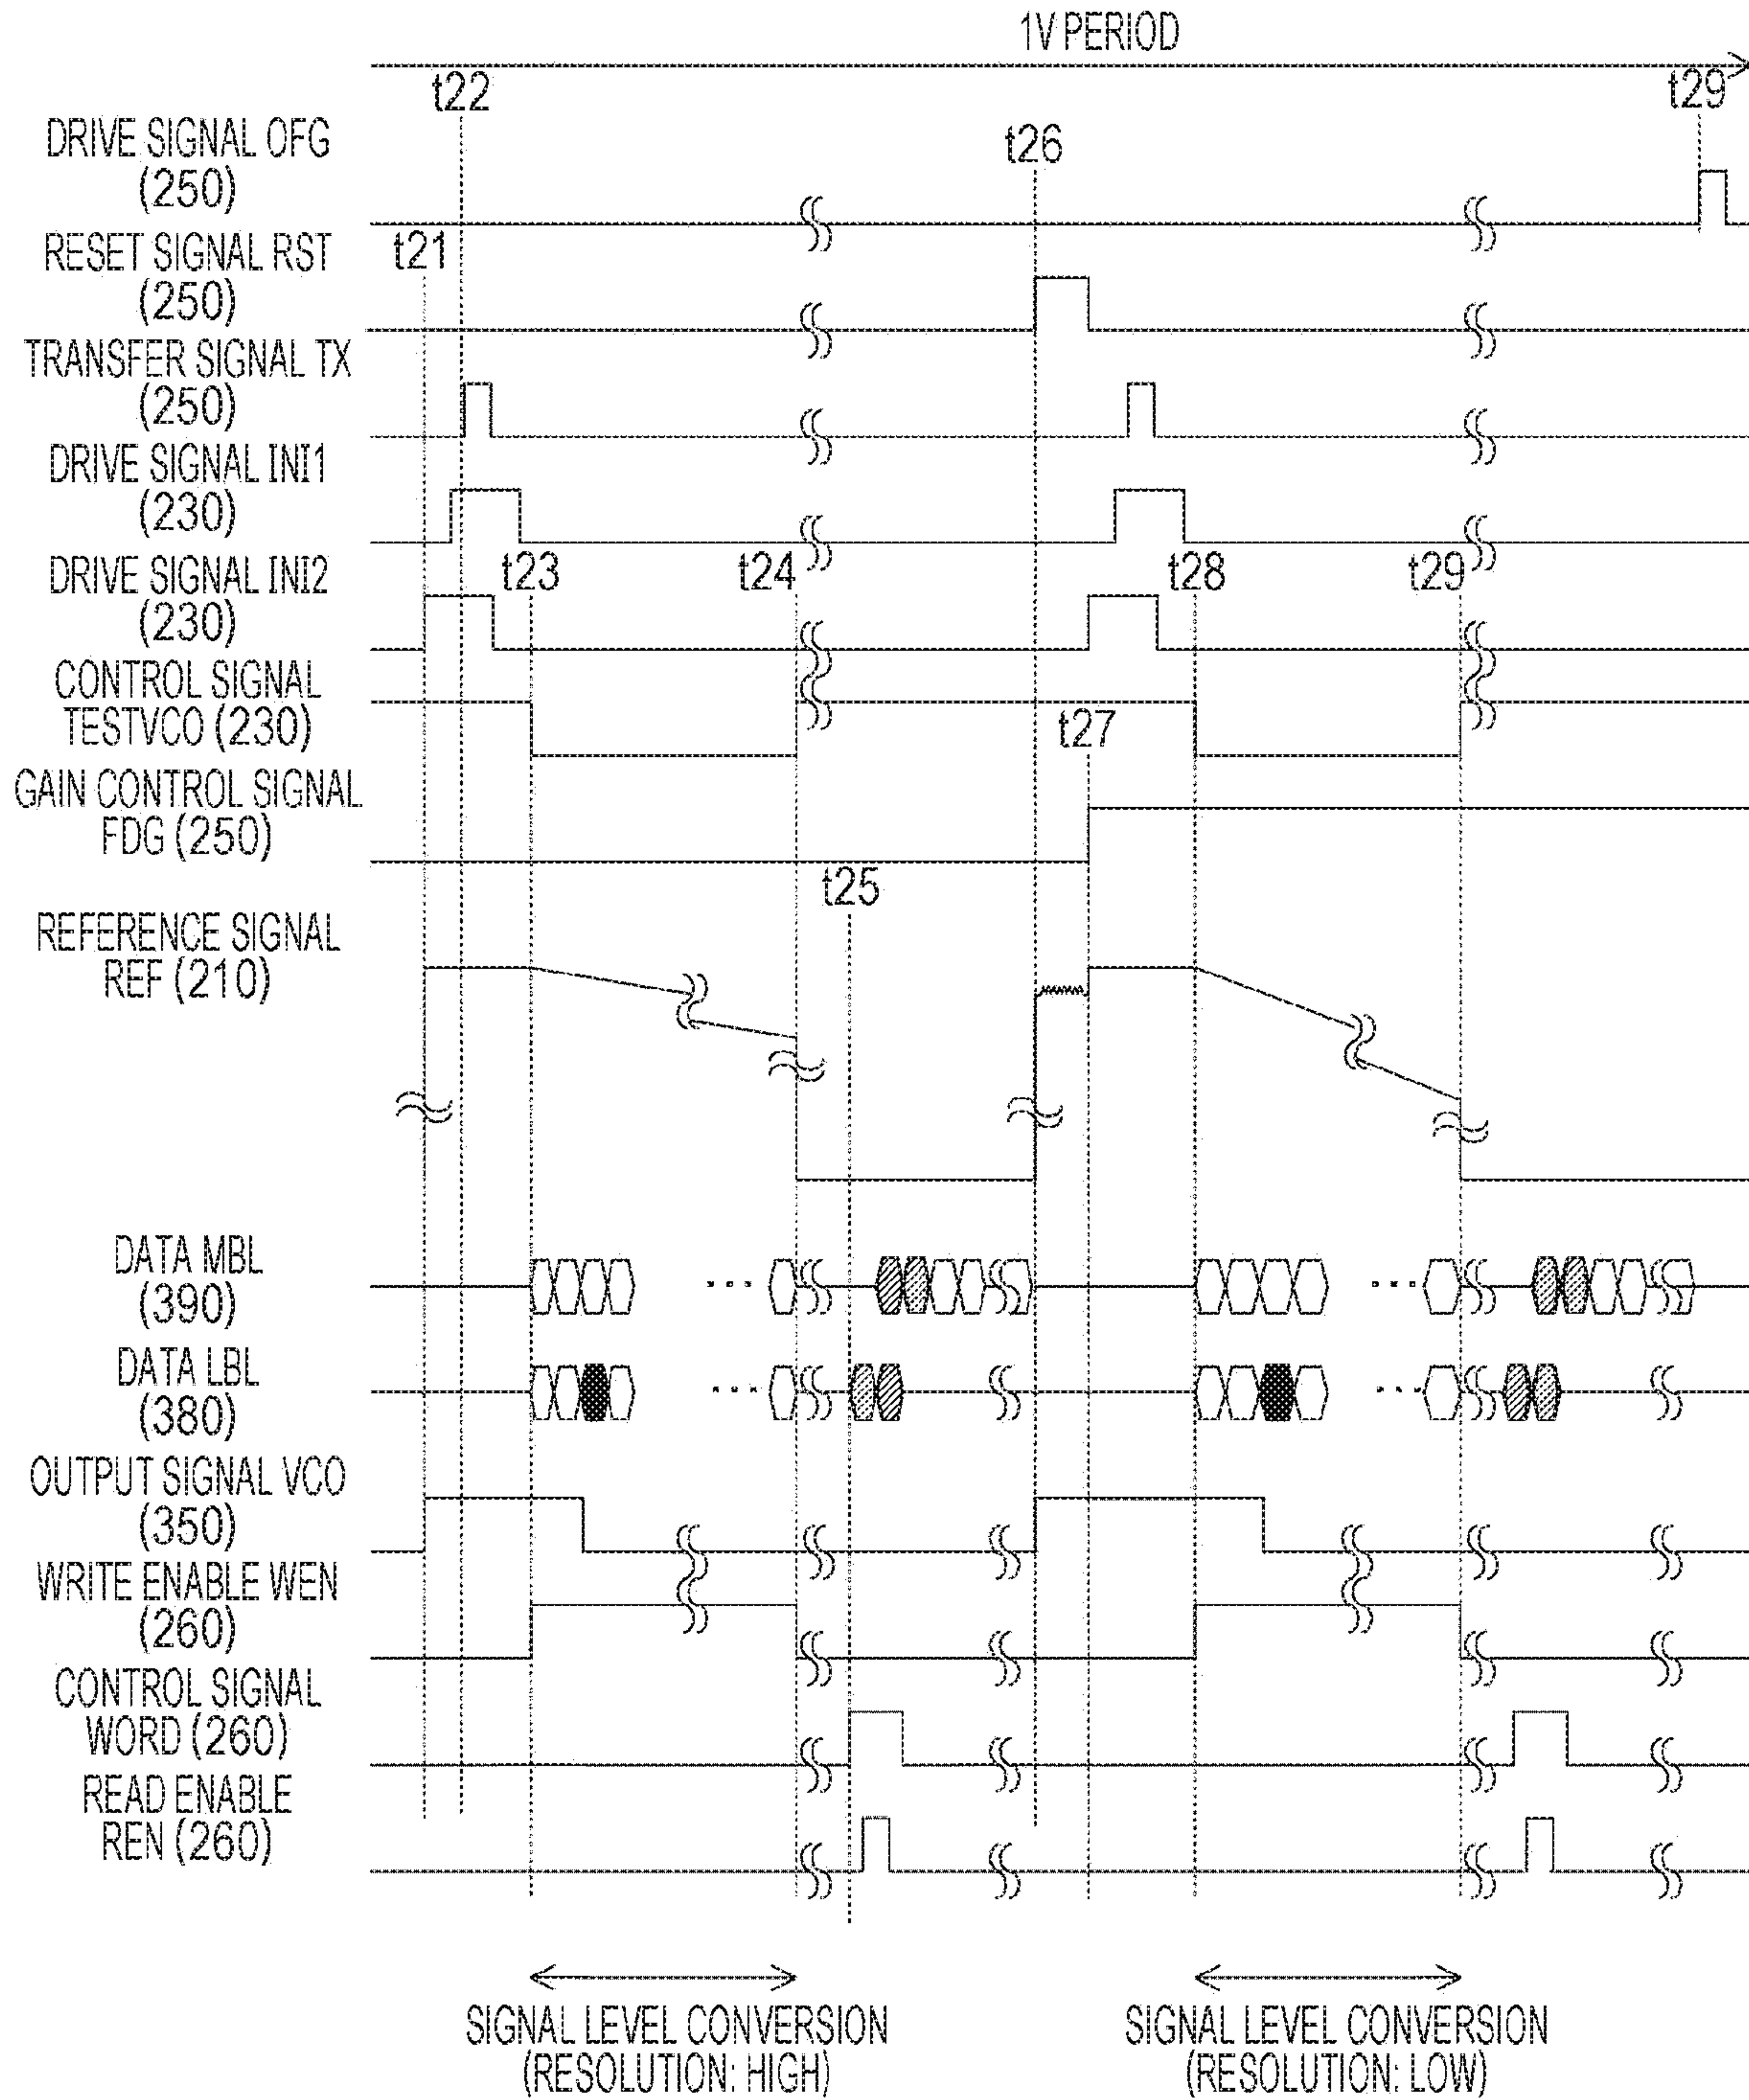 1V PERIOD
t22
t29
DRIVE SIGNAL OFG
(250)
t26
RESET SIGNAL RST
(250)
t21
TRANSFER SIGNAL TX
(250)
DRIVE SIGNAL INI1
(230)
DRIVE SIGNAL INI2
(230)
t23
t24
t28
t29
CONTROL SIGNAL
TESTVCO (230)
t27
GAIN CONTROL SIGNAL
FDG (250)
t25
REFERENCE SIGNAL
REF (210)
DATA MBL
(390)
DATA LBL
(380)
OUTPUT SIGNAL VCO
(350)
WRITE ENABLE WEN
(260)
CONTROL SIGNAL
WORD (260)
READ ENABLE
REN (260)
SIGNAL LEVEL CONVERSION
(RESOLUTION: HIGH)
SIGNAL LEVEL CONVERSION
(RESOLUTION: LOW)